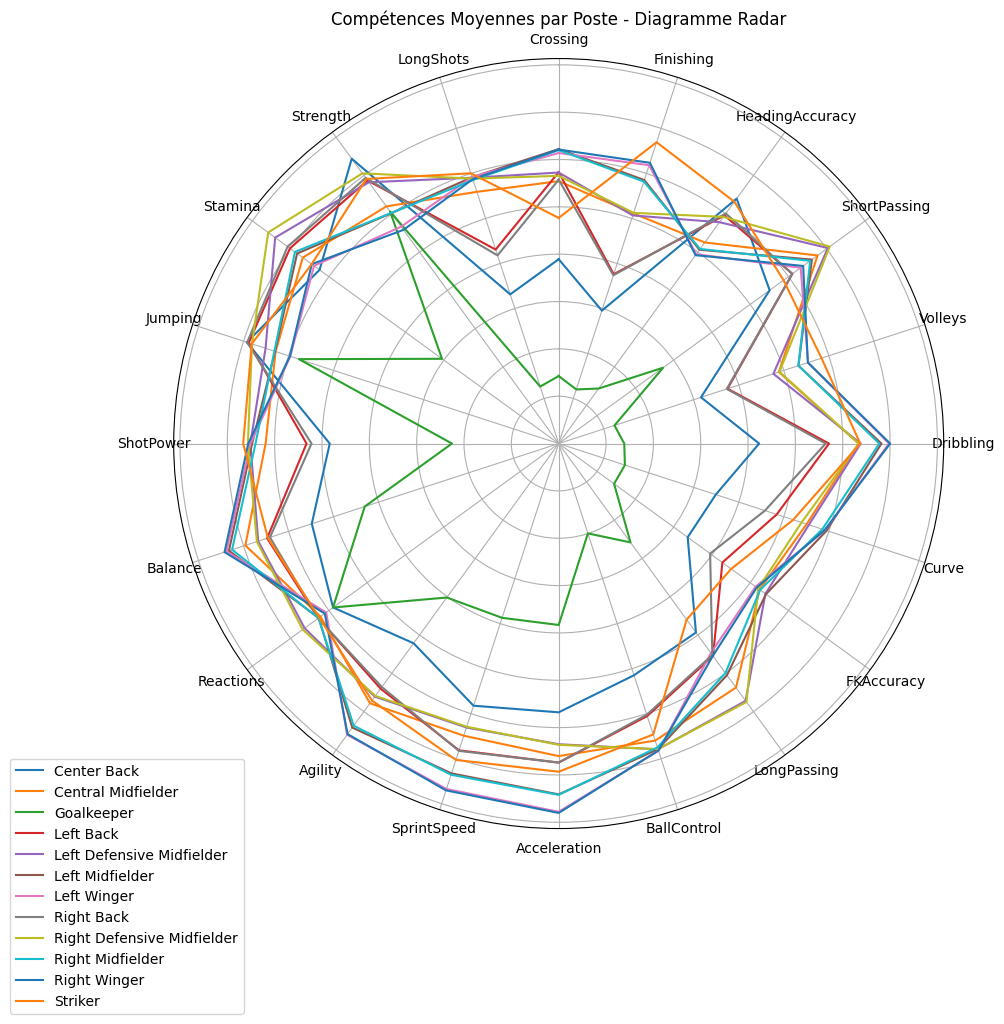 Compétences Moyennes par Poste - Diagramme Radar
Crossing
LongShots
Finishing
Strength
HeadingAccuracy
Stamina
ShortPassing
Jumping
Volleys
ShotPower
Dribbling
Balance
Curve
Reactions
FKAccuracy
Agility
LongPassing
SprintSpeed
BallControl
Acceleration
Center Back
Central Midfielder
Goalkeeper
Left Back
Left Defensive Midfielder
Left Midfielder
Left Winger
Right Back
Right Defensive Midfielder
Right Midfielder
Right Winger
Striker